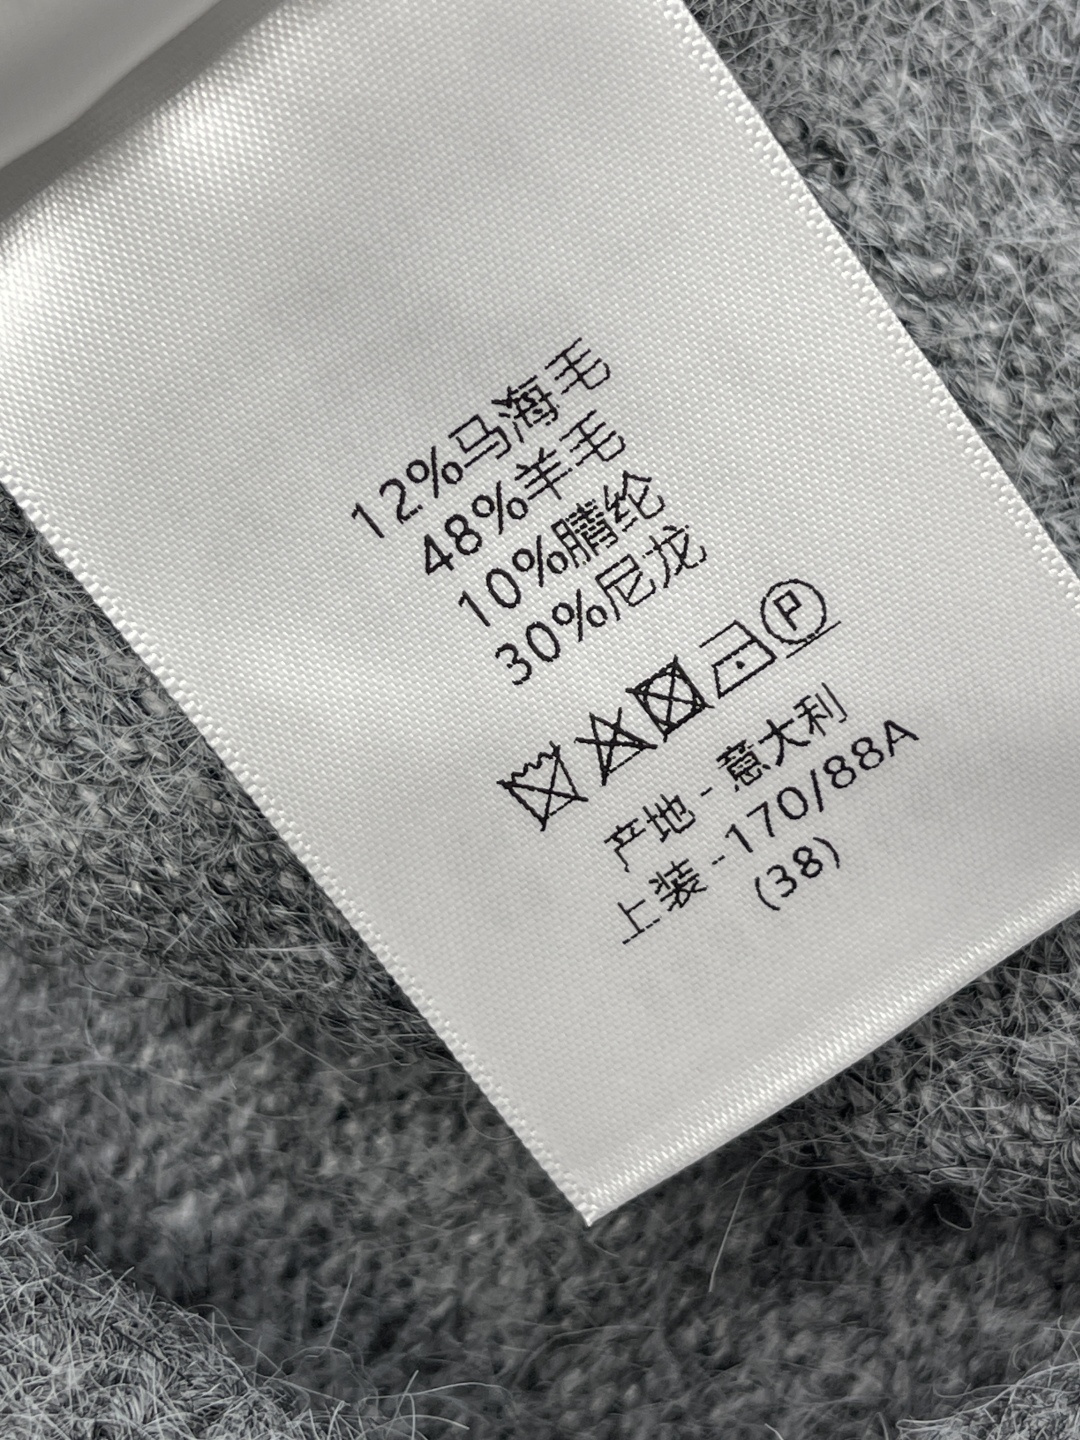 12%马海毛
48%羊毛
10%腈纶
30%尼龙
P
产地 - 意大利
上装 --170/88A
(38)